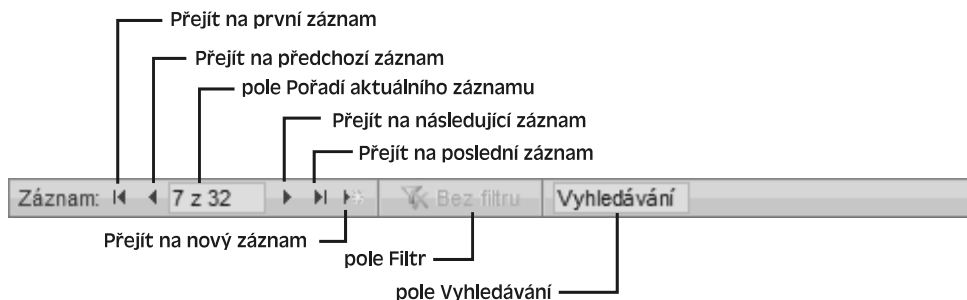 Přejít na první záznam
Přejít na předchozí záznam
pole Pořadí aktuálního záznamu
Přejít na následující záznam
Přejít na poslední záznam
Záznam: 7 z 32 Bez filtru Vyhledávání
Přejít na nový záznam
pole Filtr
pole Vyhledávání